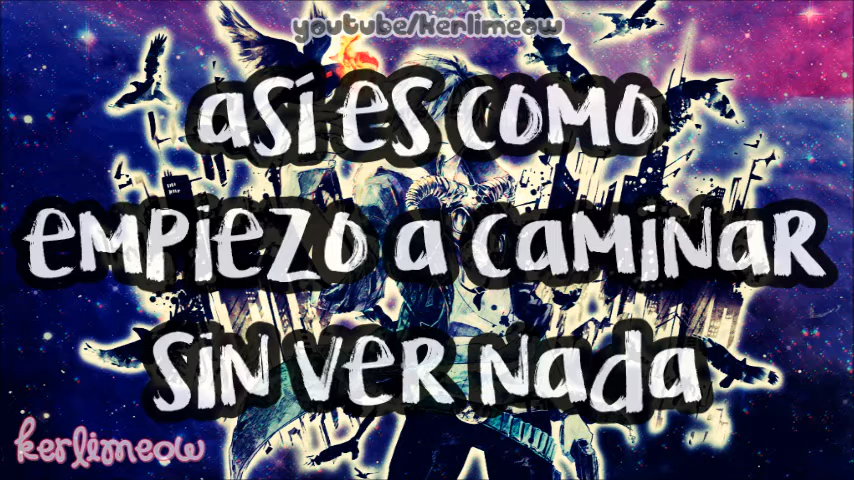 youtube/kerlimeow
así es como
empiezo a caminar
sin ver nada
kerlimeow